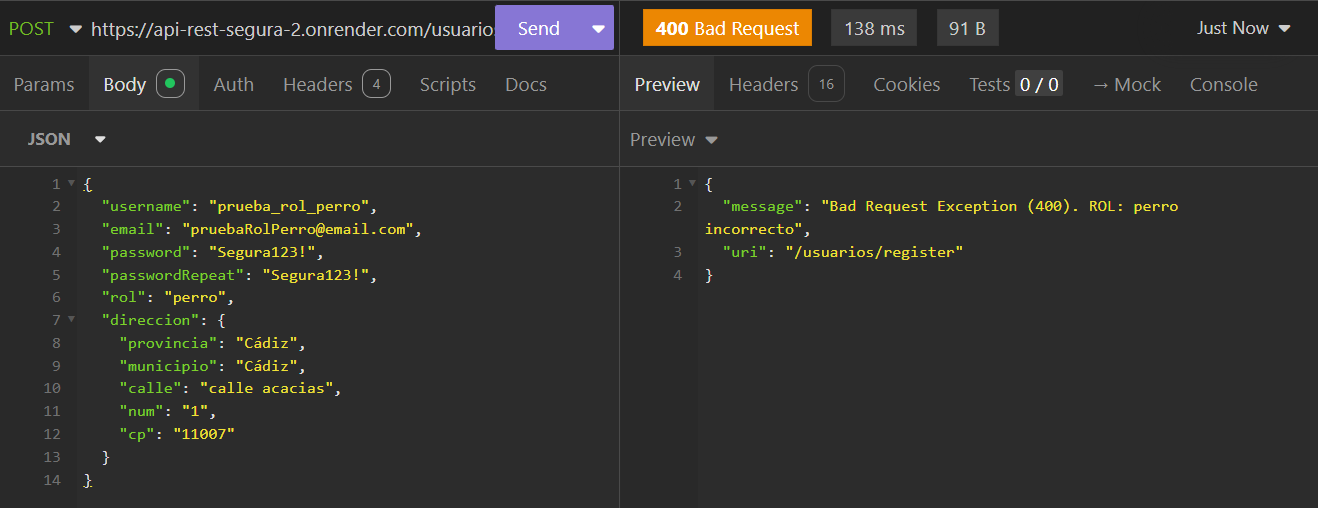 POST https://api-rest-segura-2.onrender.com/usuario Send 400 Bad Request 138 ms 91 B Just Now
Params Body Auth Headers 4 Scripts Docs Preview Headers 16 Cookies Tests 0 / 0 → Mock Console
JSON
1 {
2 "username": "prueba_rol_perro",
3 "email": "pruebaRolPerro@email.com",
4 "password": "Segura123!",
5 "passwordRepeat": "Segura123!",
6 "rol": "perro",
7 "direccion": {
8 "provincia": "Cádiz",
9 "municipio": "Cádiz",
10 "calle": "calle acacias",
11 "num": "1",
12 "cp": "11007"
13 }
14 }
Preview
1 {
2 "message": "Bad Request Exception (400). ROL: perro
incorrecto",
3 "uri": "/usuarios/register"
4 }